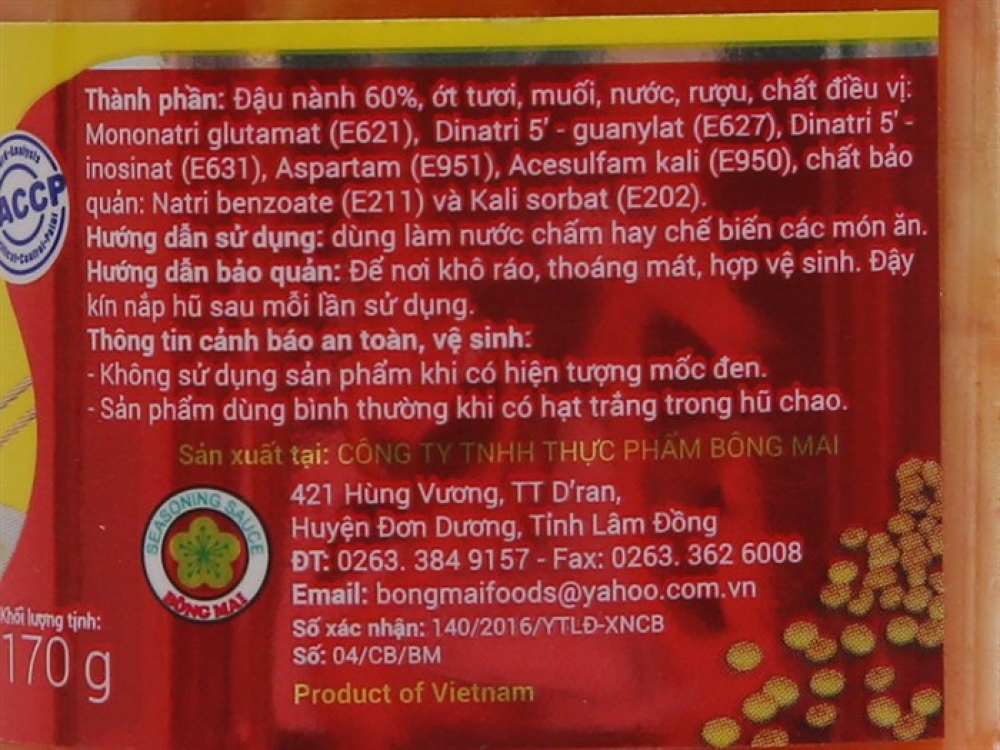 Thành phần: Đậu nành 60%, ớt tươi, muối, nước, rượu, chất điều vị:
Mononatri glutamat (E621), Dinatri 5' - guanylat (E627), Dinatri 5' -
inosinat (E631), Aspartam (E951), Acesulfam kali (E950), chất bảo
quản: Natri benzoate (E211) và Kali sorbat (E202).
Hướng dẫn sử dụng: dùng làm nước chấm hay chế biến các món ăn.
Hướng dẫn bảo quản: Để nơi khô ráo, thoáng mát, hợp vệ sinh. Đậy
kín nắp hũ sau mỗi lần sử dụng.
Thông tin cảnh báo an toàn, vệ sinh:
- Không sử dụng sản phẩm khi có hiện tượng mốc đen.
- Sản phẩm dùng bình thường khi có hạt trắng trong hũ chao.
Sản xuất tại: CÔNG TY TNHH THỰC PHẨM BÔNG MAI
421 Hùng Vương, TT D'ran,
Huyện Đơn Dương, Tỉnh Lâm Đồng
ĐT: 0263. 384 9157 - Fax: 0263. 362 6008
Email: bongmaifoods@yahoo.com.vn
Số xác nhận: 140/2016/YTLĐ-XNCB
Số: 04/CB/BM
Product of Vietnam
SEASONING SAUCE
BÔNG MAI
Khối lượng tịnh:
170 g
ACCP